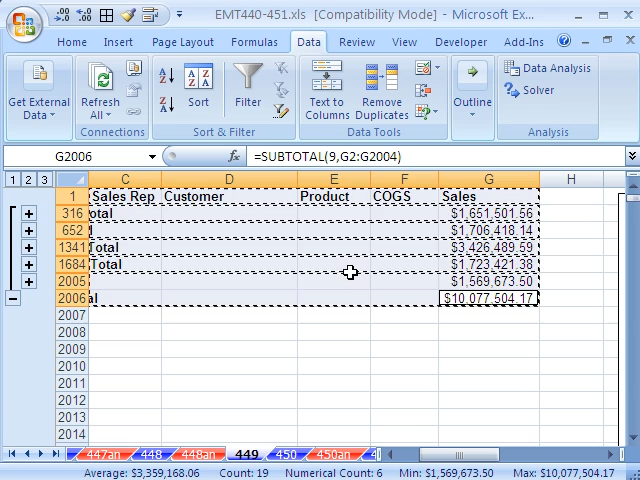 EMT440-451.xls [Compatibility Mode] - Microsoft Ex...
Home Insert Page Layout Formulas Data Review View Developer Add-Ins
Get External Data
Refresh All
Connections
Sort
Filter
Sort & Filter
Text to Columns
Remove Duplicates
Data Tools
Outline
Data Analysis
Solver
Analysis
G2006 fx =SUBTOTAL(9,G2:G2004)
1 2 3 C D E F G H
1 Sales Rep Customer Product COGS Sales
316 otal $1,651,501.56
652 $1,706,418.14
1341 Total $3,426,489.59
1684 Total $1,723,421.38
2005 $1,569,673.50
2006 al $10,077,504.17
2007
2008
2009
2010
2011
2012
2013
2014
447an 448 448an 449 450 450an 4
Average: $3,359,168.06 Count: 19 Numerical Count: 6 Min: $1,569,673.50 Max: $10,077,504.17